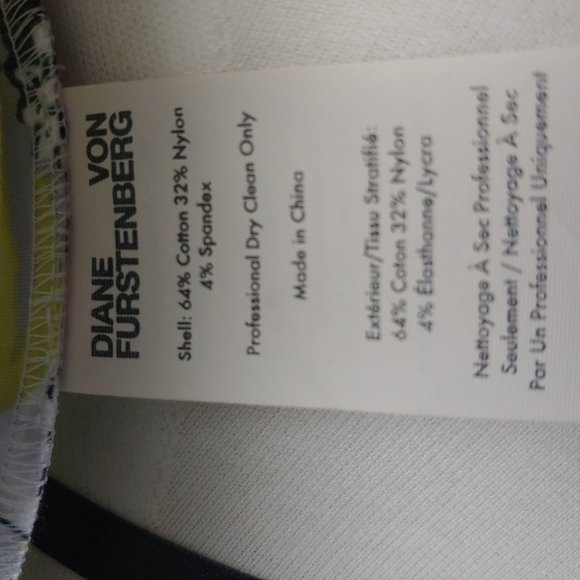 DIANE VON
FURSTENBERG
Shell: 64% Cotton 32% Nylon
4% Spandex
Professional Dry Clean Only
Made in China
Extérieur/Tissu Stratifié:
64% Coton 32% Nylon
4% Élasthanne/Lycra
Nettoyage À Sec Professionnel
Seulement / Nettoyage À Sec
Par Un Professionnel Uniquement